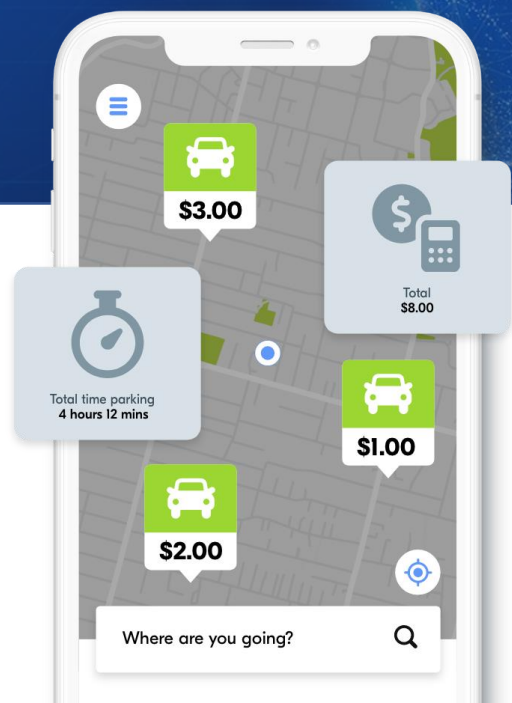 $3.00
Total
$8.00
Total time parking
4 hours 12 mins
$1.00
$2.00
Where are you going?